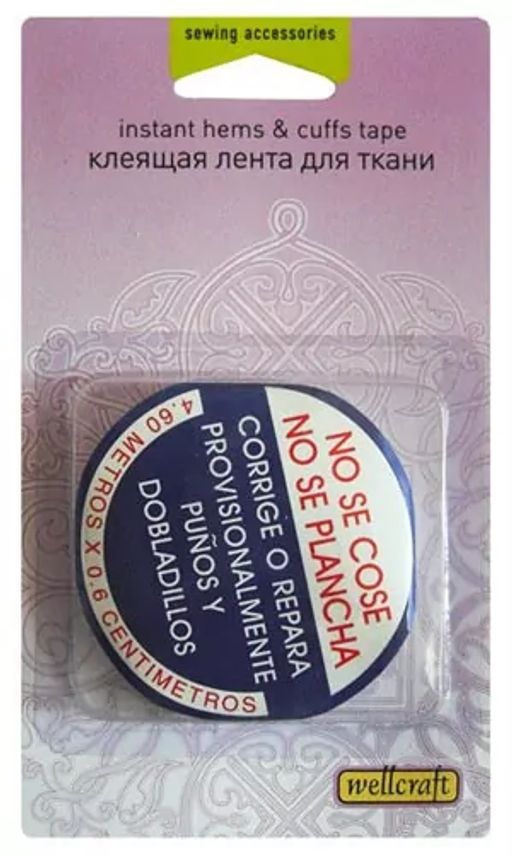 sewing accessories
instant hems & cuffs tape
клеящая лента для ткани
NO SE COSE
NO SE PLANCHA
CORRIGE O REPARA
PROVISIONALMENTE
PUÑOS Y
DOBLADILLOS
4.60 METROS X 0.6 CENTIMETROS
wellcraft